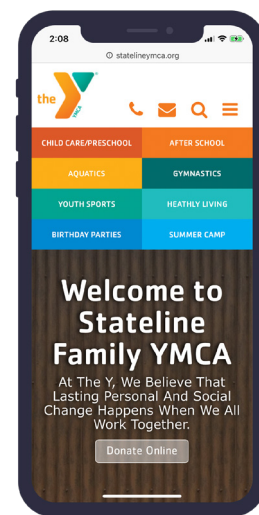 2:08
statelineymca.org
the Y YMCA
CHILD CARE/PRESCHOOL
AFTER SCHOOL
AQUATICS
GYMNASTICS
YOUTH SPORTS
HEATHLY LIVING
BIRTHDAY PARTIES
SUMMER CAMP
Welcome to
Stateline
Family YMCA
At The Y, We Believe That
Lasting Personal And Social
Change Happens When We All
Work Together.
Donate Online